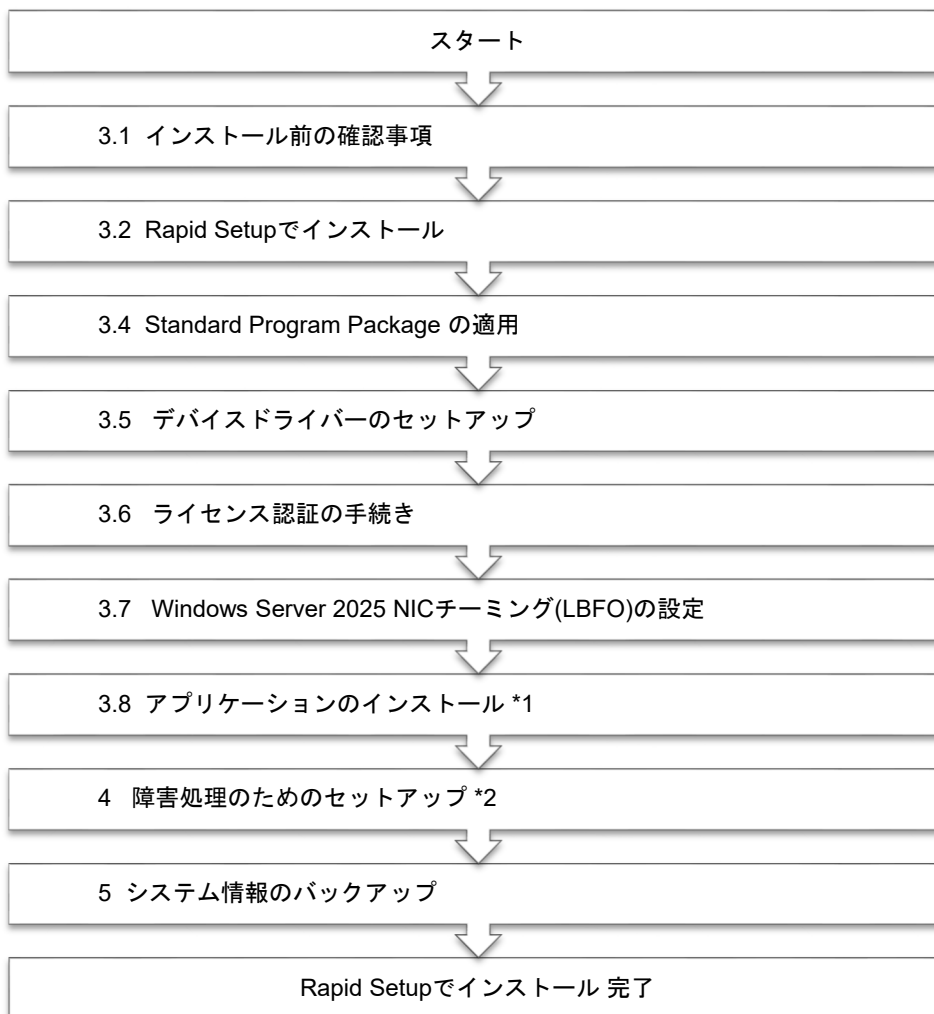 スタート
3.1 インストール前の確認事項
3.2 Rapid Setupでインストール
3.4 Standard Program Package の適用
3.5 デバイスドライバーのセットアップ
3.6 ライセンス認証の手続き
3.7 Windows Server 2025 NICチーミング(LBFO)の設定
3.8 アプリケーションのインストール *1
4 障害処理のためのセットアップ *2
5 システム情報のバックアップ
Rapid Setupでインストール 完了